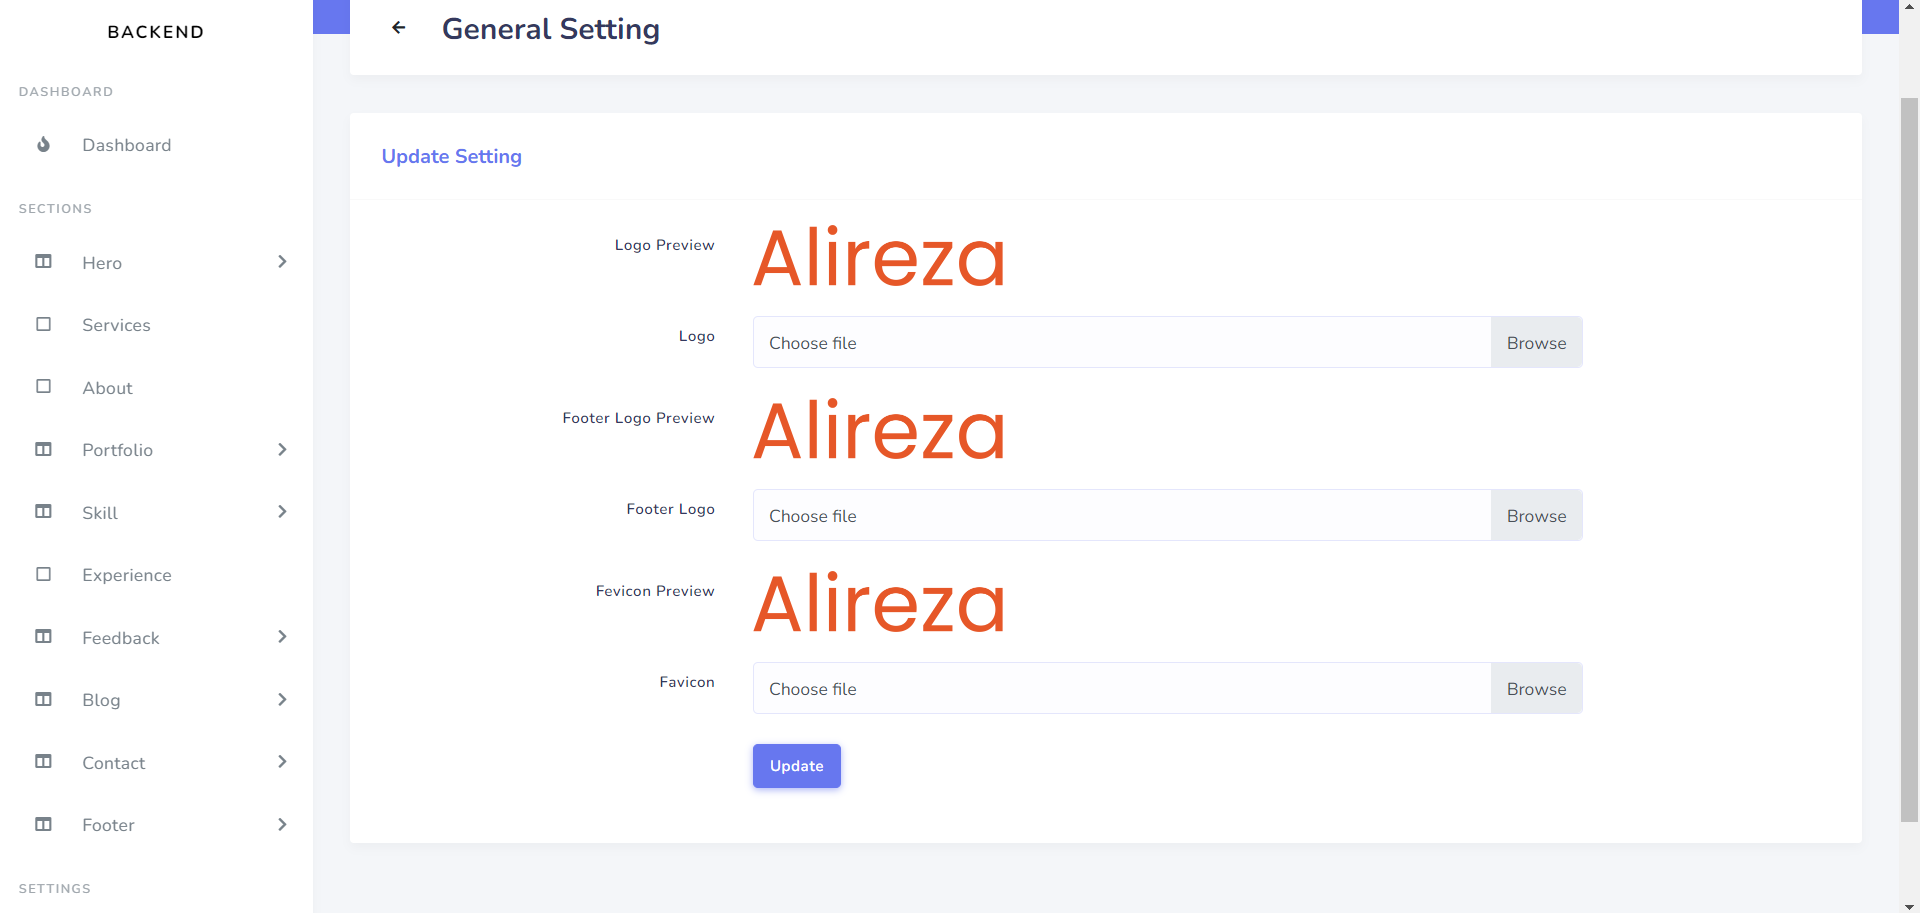 BACKEND
DASHBOARD
Dashboard
SECTIONS
Hero
Services
About
Portfolio
Skill
Experience
Feedback
Blog
Contact
Footer
SETTINGS
General Setting
Update Setting
Logo Preview
Alireza
Logo
Choose file Browse
Footer Logo Preview
Alireza
Footer Logo
Choose file Browse
Fevicon Preview
Alireza
Favicon
Choose file Browse
Update